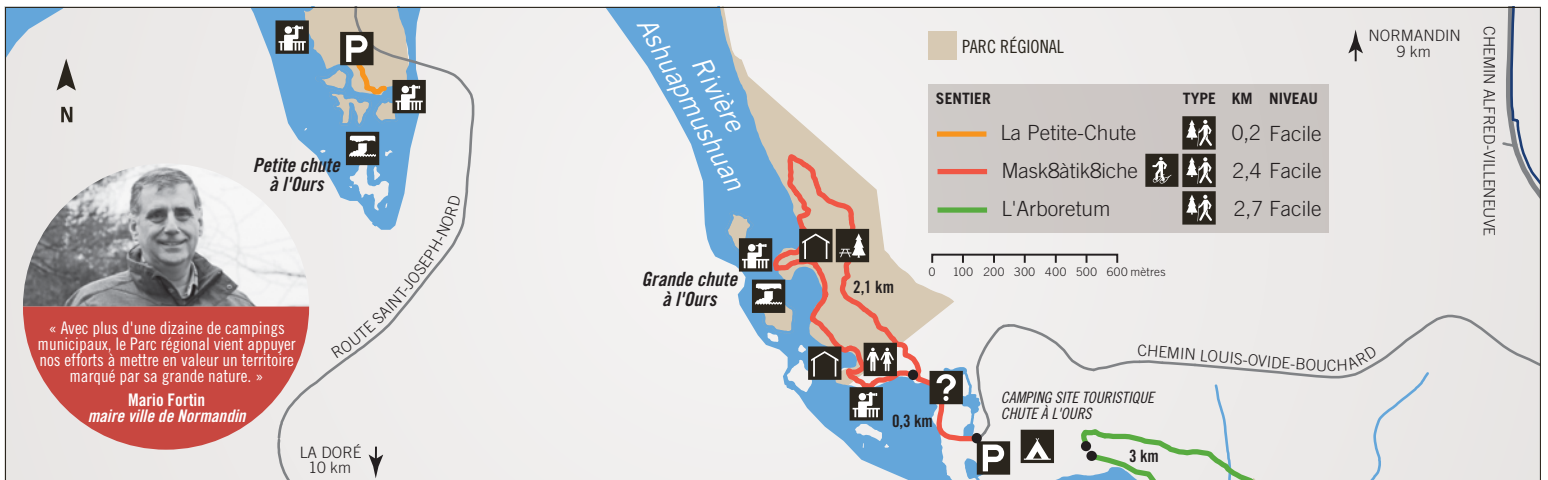 P
N
Petite chute
à l'Ours
« Avec plus d'une dizaine de campings
municipaux, le Parc régional vient appuyer
nos efforts à mettre en valeur un territoire
marqué par sa grande nature. »
Mario Fortin
maire ville de Normandin
ROUTE SAINT-JOSEPH-NORD
LA DORÉ
10 km
Rivière
Ashuapmushuan
Grande chute
à l'Ours
2,1 km
0,3 km
?
P
CAMPING SITE TOURISTIQUE
CHUTE À L'OURS
3 km
CHEMIN LOUIS-OVIDE-BOUCHARD
PARC RÉGIONAL
NORMANDIN
9 km
CHEMIN ALFRED-VILLENEUVE
SENTIER TYPE KM NIVEAU
La Petite-Chute 0,2 Facile
Mask8àtik8iche 2,4 Facile
L'Arboretum 2,7 Facile
0 100 200 300 400 500 600 mètres